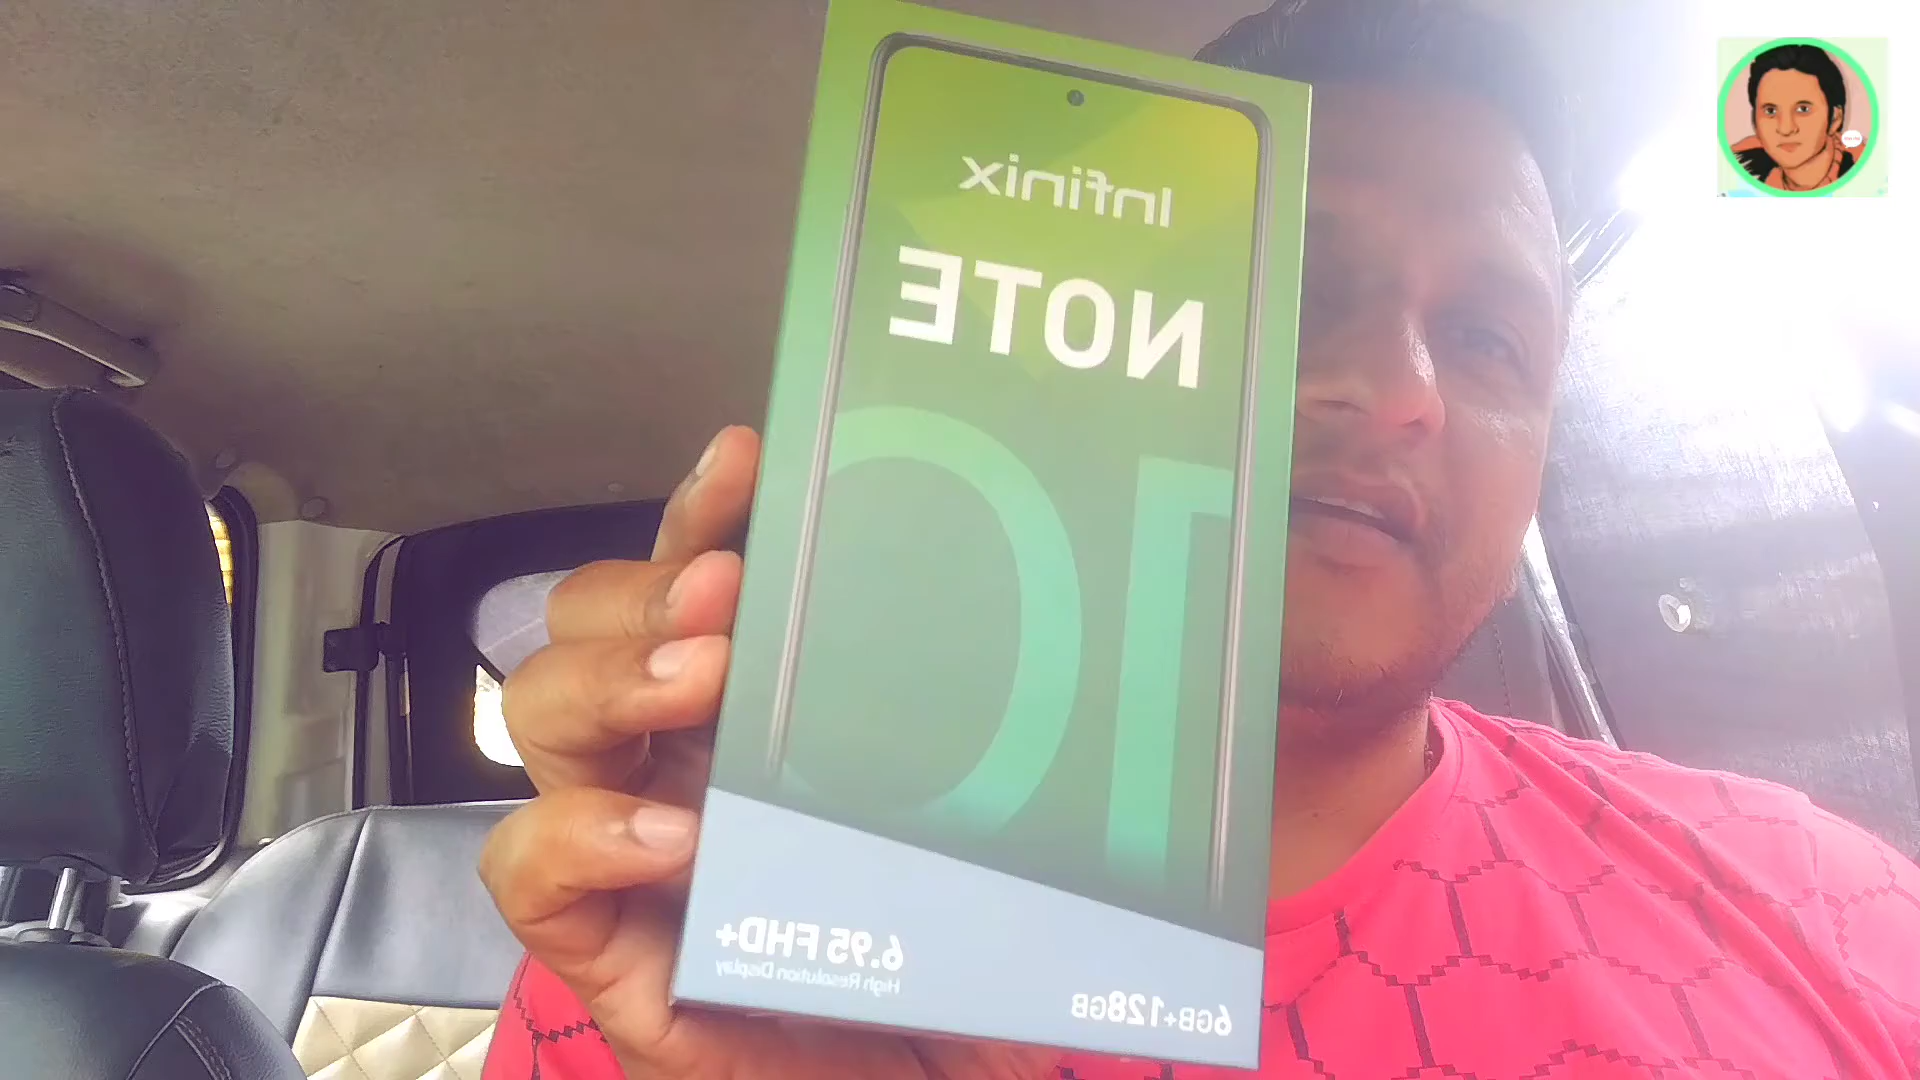 Infinix
NOTE
10
6.95 FHD+
High Resolution Display
6GB+128GB